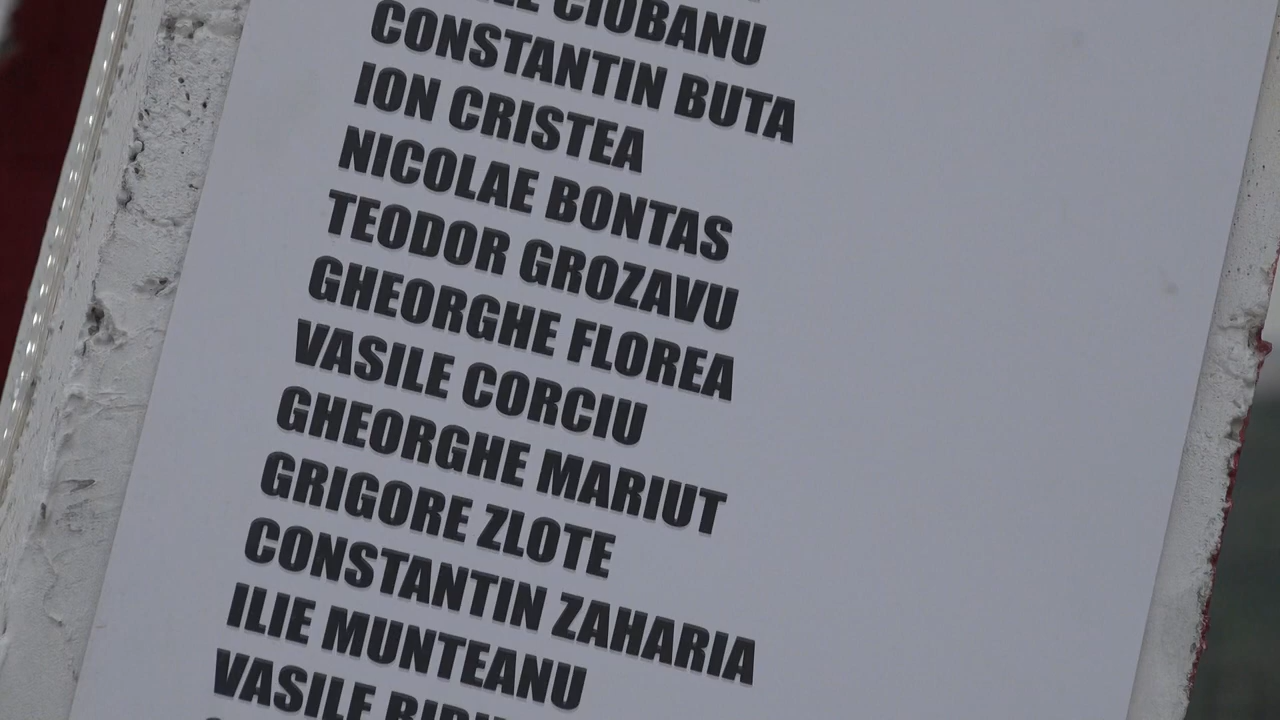 CIOBANU
CONSTANTIN BUTA
ION CRISTEA
NICOLAE BONTAS
TEODOR GROZAVU
GHEORGHE FLOREA
VASILE CORCIU
GHEORGHE MARIUT
GRIGORE ZLOTE
CONSTANTIN ZAHARIA
ILIE MUNTEANU
VASILE